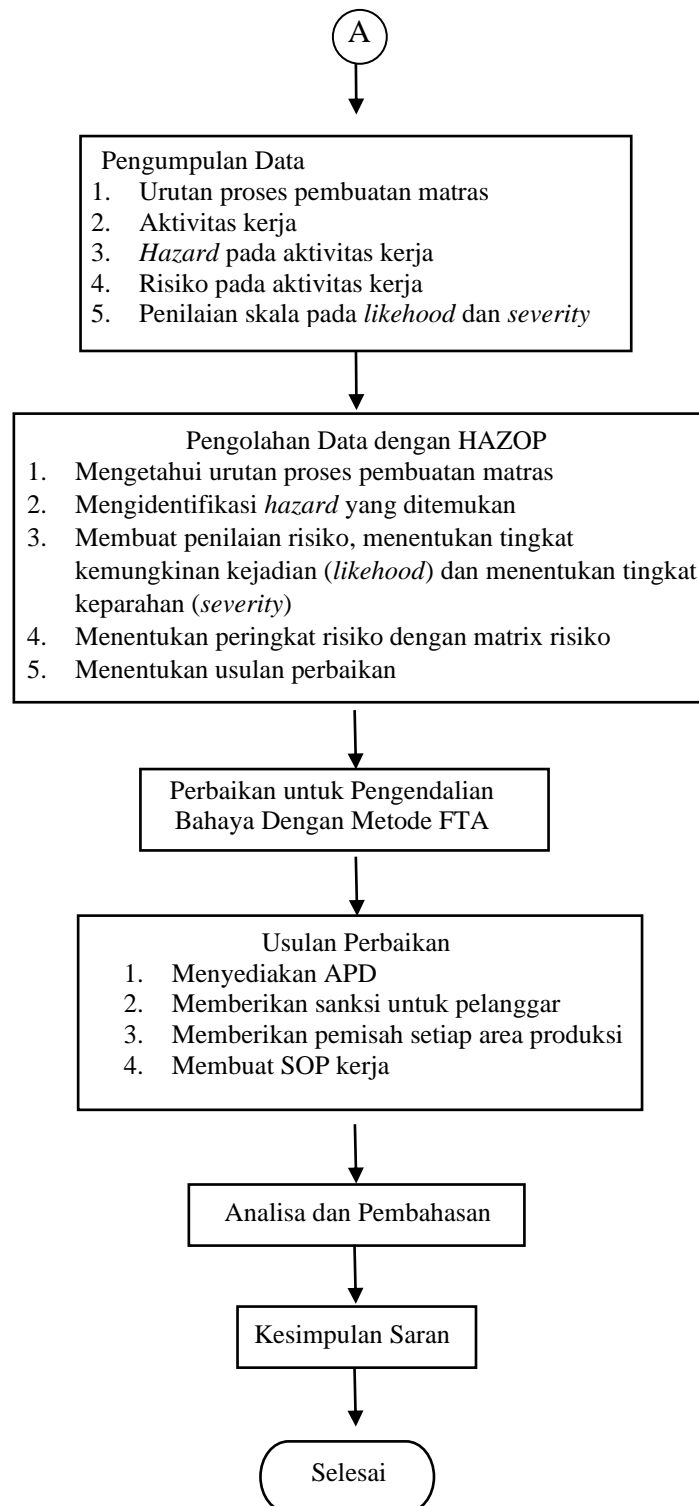 A
Pengumpulan Data
1. Urutan proses pembuatan matras
2. Aktivitas kerja
3. Hazard pada aktivitas kerja
4. Risiko pada aktivitas kerja
5. Penilaian skala pada likehood dan severity
Pengolahan Data dengan HAZOP
1. Mengetahui urutan proses pembuatan matras
2. Mengidentifikasi hazard yang ditemukan
3. Membuat penilaian risiko, menentukan tingkat
kemungkinan kejadian (likehood) dan menentukan tingkat
keparahan (severity)
4. Menentukan peringkat risiko dengan matrix risiko
5. Menentukan usulan perbaikan
Perbaikan untuk Pengendalian
Bahaya Dengan Metode FTA
Usulan Perbaikan
1. Menyediakan APD
2. Memberikan sanksi untuk pelanggar
3. Memberikan pemisah setiap area produksi
4. Membuat SOP kerja
Analisa dan Pembahasan
Kesimpulan Saran
Selesai